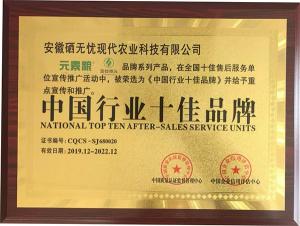 安徽硒无忧现代农业科技有限公司
品牌系列产品，在全国十佳售后服务单
位宣传推广活动中，被荣选为《中国行业十佳品牌》并给予重
点宣传和推广。
中国行业十佳品牌
NATIONAL TOP TEN AFTER-SALES SERVICE UNITS
证书编号：CQCS-SJ680020
有效日期：2019.12-2022.12